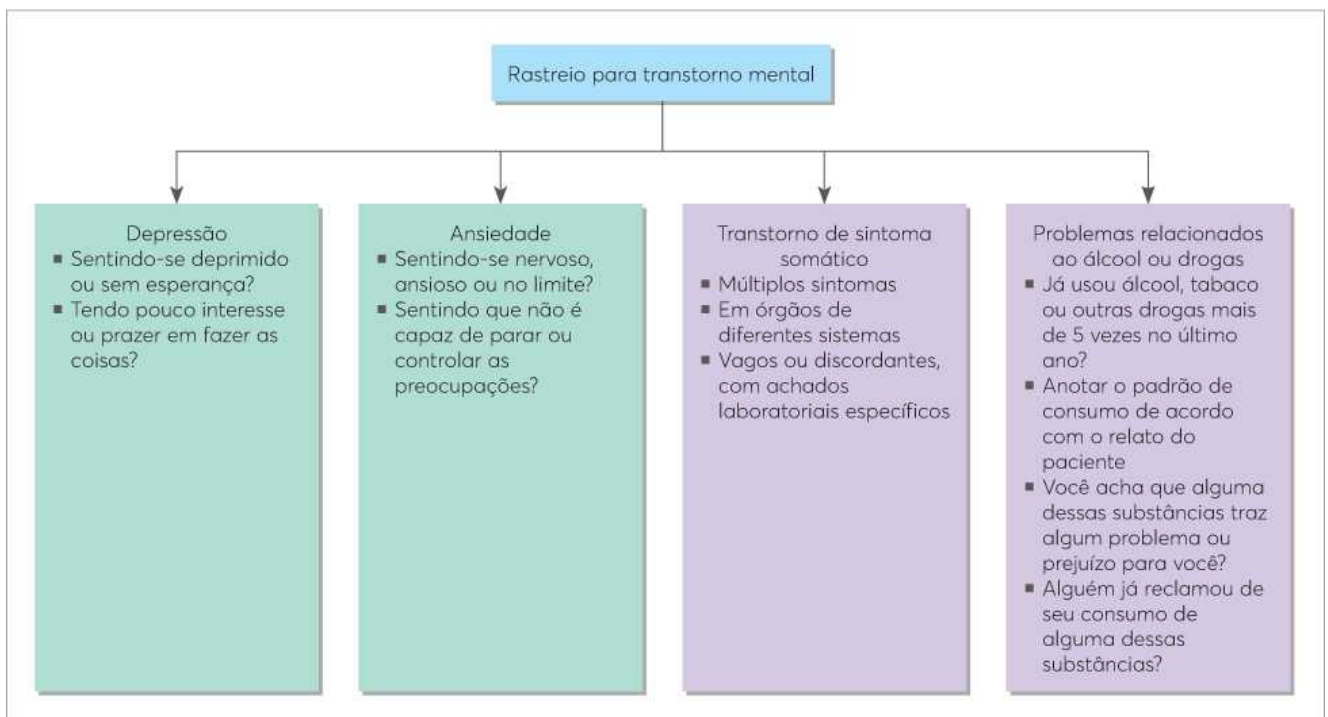 Rastreio para transtorno mental
Depressão
▪ Sentindo-se deprimido
ou sem esperança?
▪ Tendo pouco interesse
ou prazer em fazer as
coisas?
Ansiedade
▪ Sentindo-se nervoso,
ansioso ou no limite?
▪ Sentindo que não é
capaz de parar ou
controlar as
preocupações?
Transtorno de sintoma
somático
▪ Múltiplos sintomas
▪ Em órgãos de
diferentes sistemas
▪ Vagos ou discordantes,
com achados
laboratoriais específicos
Problemas relacionados
ao álcool ou drogas
▪ Já usou álcool, tabaco
ou outras drogas mais
de 5 vezes no último
ano?
▪ Anotar o padrão de
consumo de acordo
com o relato do
paciente
▪ Você acha que alguma
dessas substâncias traz
algum problema ou
prejuízo para você?
▪ Alguém já reclamou de
seu consumo de
alguma dessas
substâncias?